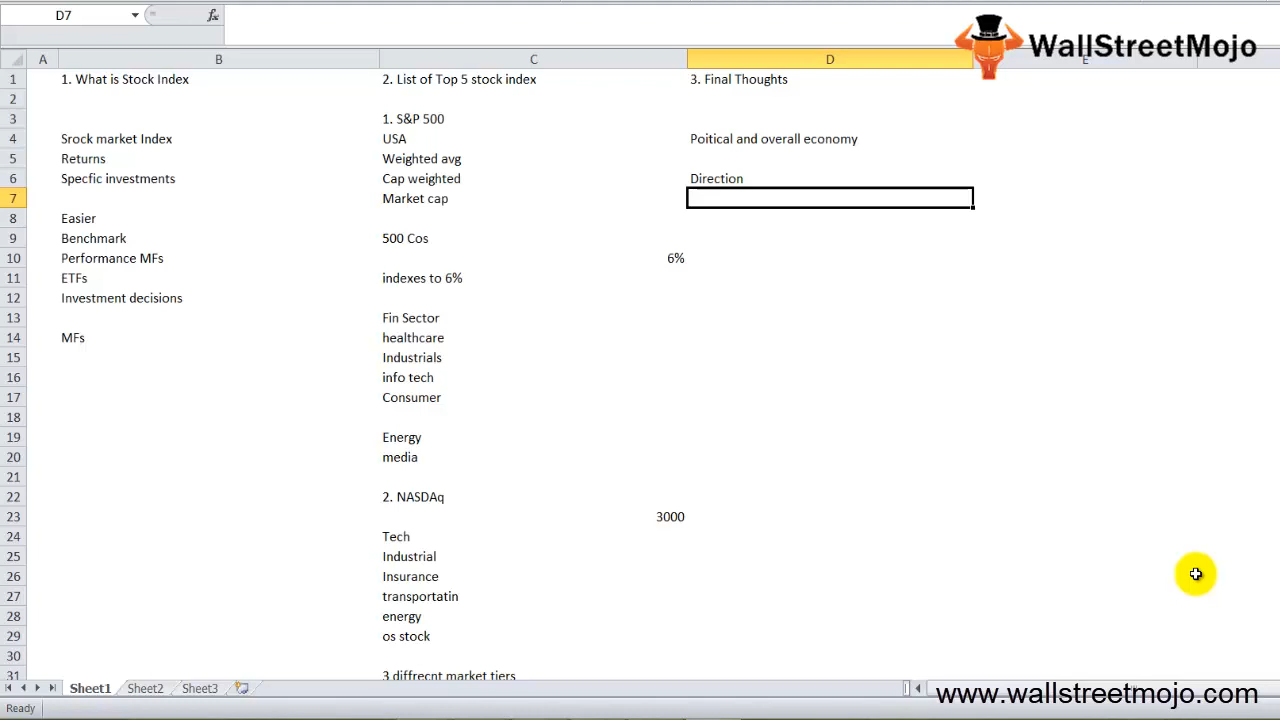 D7
fx
WallStreetMojo
A B C D E
1 1. What is Stock Index 2. List of Top 5 stock index 3. Final Thoughts
2
3 1. S&P 500
4 Srock market Index USA Poitical and overall economy
5 Returns Weighted avg
6 Specfic investments Cap weighted Direction
7 Market cap
8 Easier
9 Benchmark 500 Cos
10 Performance MFs 6%
11 ETFs indexes to 6%
12 Investment decisions
13 Fin Sector
14 MFs healthcare
15 Industrials
16 info tech
17 Consumer
18
19 Energy
20 media
21
22 2. NASDAq
23 3000
24 Tech
25 Industrial
26 Insurance
27 transportatin
28 energy
29 os stock
30
31 3 diffrecnt market tiers
Sheet1 Sheet2 Sheet3
www.wallstreetmojo.com
Ready